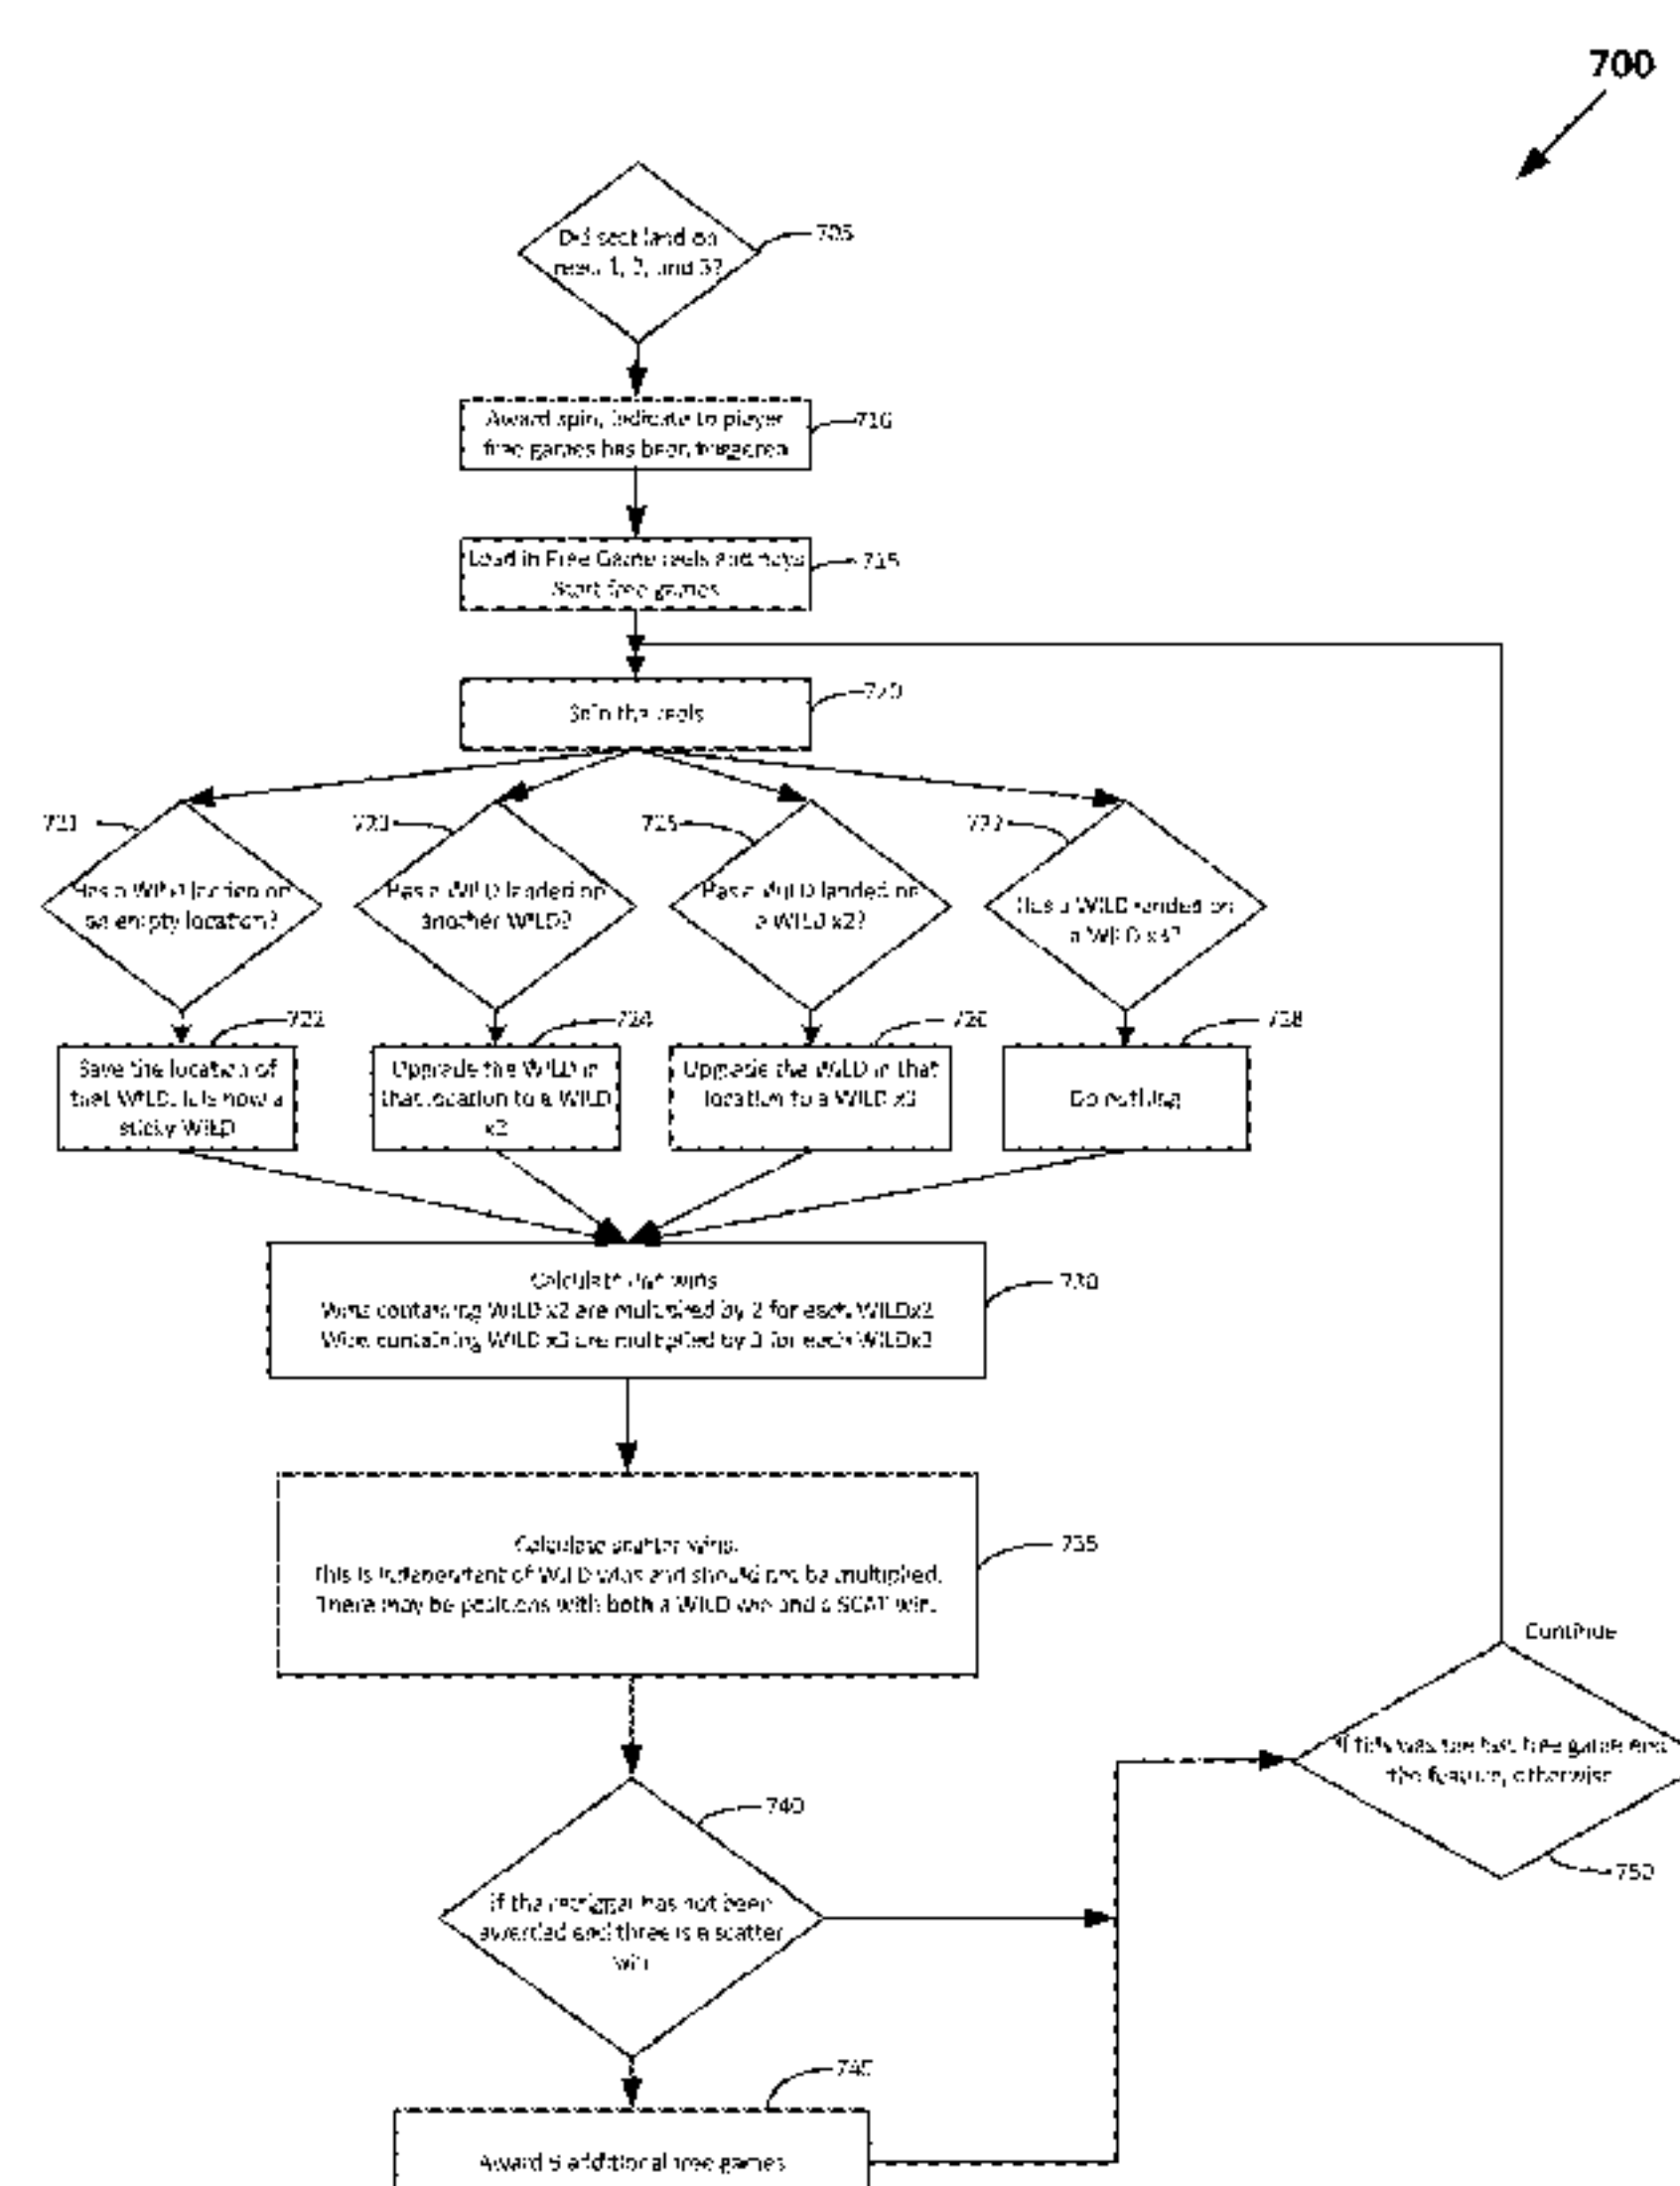 700
Did scat land on
reels 1, 2, and 3?
705
Award spin, indicate to player
free games has been triggered
710
Load in Free Game reels and pays
Start free games
715
Spin the reels
720
721
723
725
727
Has a WILD landed on
an empty location?
Has a WILD landed on
another WILD?
Has a WILD landed on
a WILD x2?
Has a WILD landed on
a WILD x3?
722
724
726
728
Save the location of
that WILD. It is now a
sticky WILD
Upgrade the WILD in
that location to a WILD
x2
Upgrade the WILD in that
location to a WILD x3
Do nothing
Calculate wins
Wins containing WILD x2 are multiplied by 2 for each WILDx2
Wins containing WILD x3 are multiplied by 3 for each WILDx3
730
Calculate scatter wins.
This is independent of WILD wins and should not be multiplied.
There may be positions with both a WILD win and a SCAT win.
735
Continue
If this was the last free game end
the feature, otherwise
750
740
If the retrigger has not been
awarded and three is a scatter
win
745
Award 5 additional free games